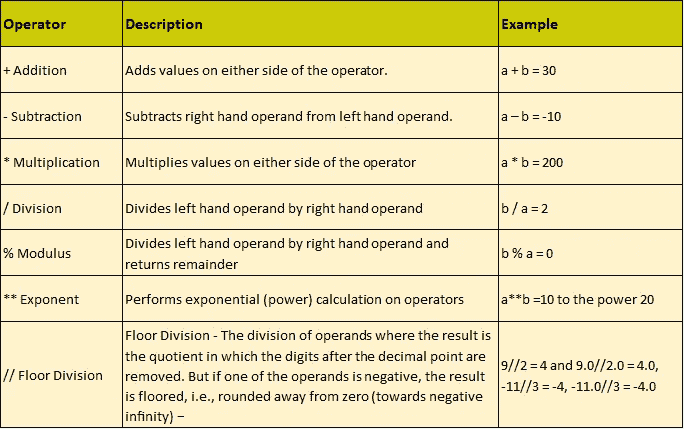 Operator Description Example
+ Addition Adds values on either side of the operator. a + b = 30
- Subtraction Subtracts right hand operand from left hand operand. a – b = -10
* Multiplication Multiplies values on either side of the operator a * b = 200
/ Division Divides left hand operand by right hand operand b / a = 2
% Modulus Divides left hand operand by right hand operand and
returns remainder b % a = 0
** Exponent Performs exponential (power) calculation on operators a**b =10 to the power 20
// Floor Division Floor Division - The division of operands where the result is
the quotient in which the digits after the decimal point are
removed. But if one of the operands is negative, the result
is floored, i.e., rounded away from zero (towards negative
infinity) –
9//2 = 4 and 9.0//2.0 = 4.0,
-11//3 = -4, -11.0//3 = -4.0